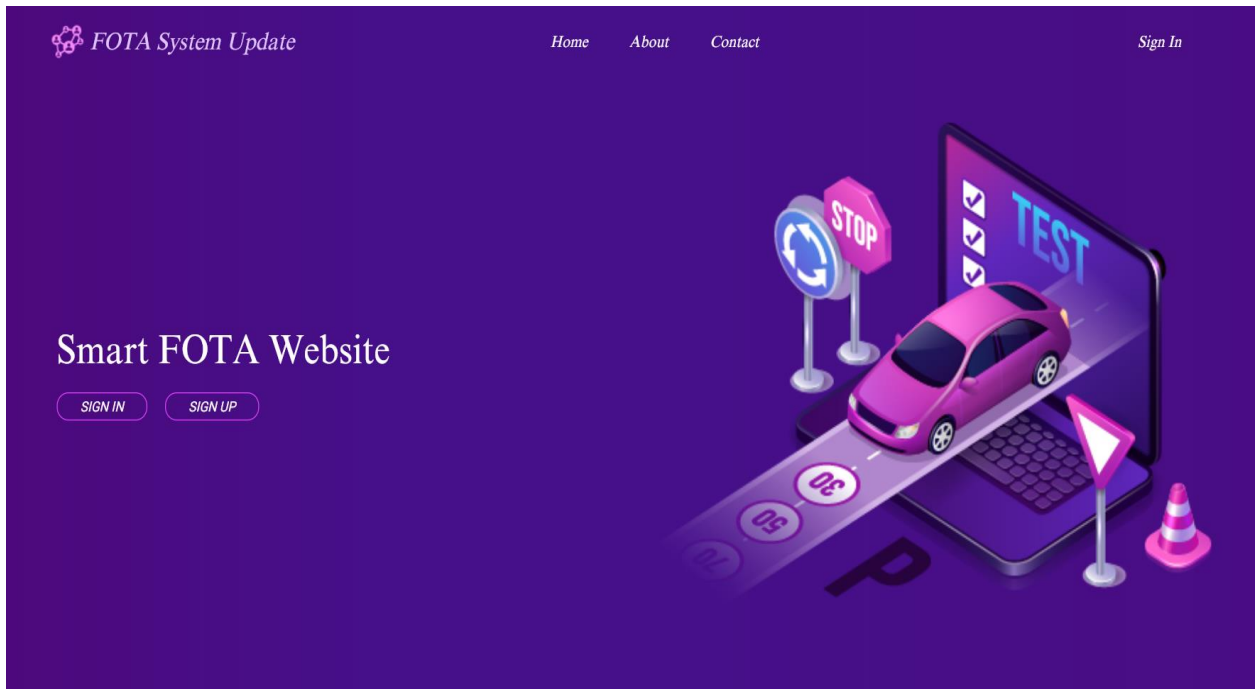 FOTA System Update
Home About Contact
Sign In
STOP
TEST
Smart FOTA Website
SIGN IN SIGN UP
30
50
70
P